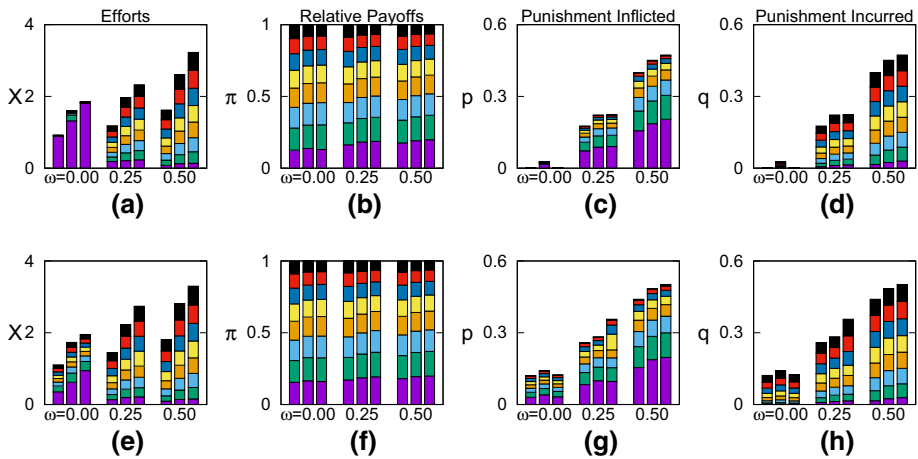 Efforts
Relative Payoffs
Punishment Inflicted
Punishment Incurred
4
X2
0
ω=0.00 0.25 0.50
(a)
1
π 0.5
0
ω=0.00 0.25 0.50
(b)
0.6
p 0.3
0
ω=0.00 0.25 0.50
(c)
0.6
q 0.3
0
ω=0.00 0.25 0.50
(d)
4
X2
0
ω=0.00 0.25 0.50
(e)
1
π 0.5
0
ω=0.00 0.25 0.50
(f)
0.6
p 0.3
0
ω=0.00 0.25 0.50
(g)
0.6
q 0.3
0
ω=0.00 0.25 0.50
(h)